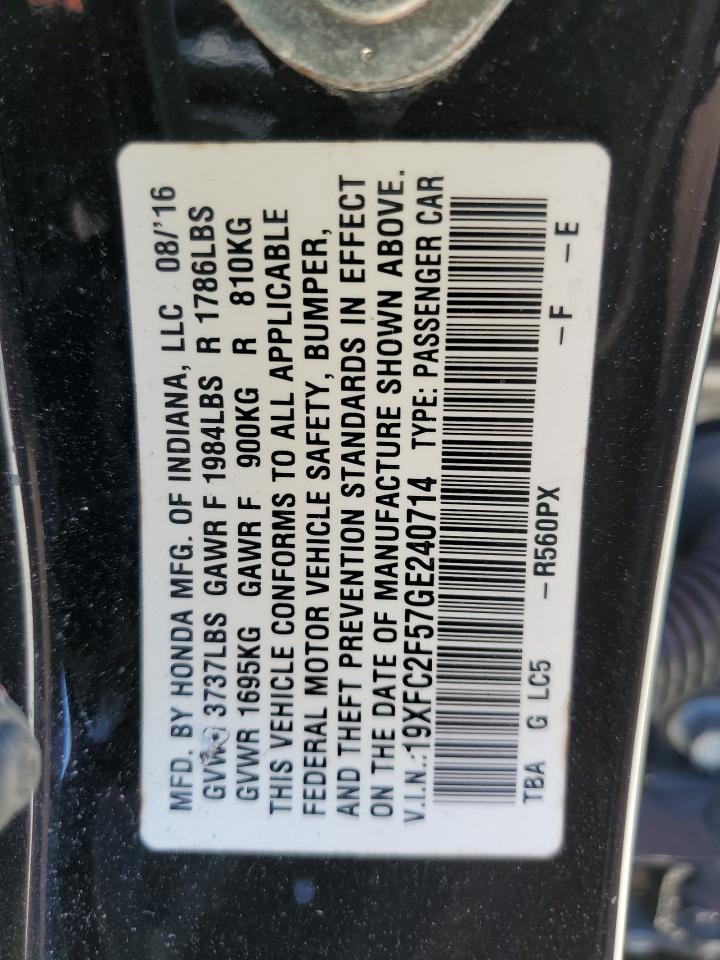 MFD. BY HONDA MFG. OF INDIANA, LLC 08/'16
GVWR 3737LBS GAWR F 1984LBS R 1786LBS
GVWR 1695KG GAWR F 900KG R 810KG
THIS VEHICLE CONFORMS TO ALL APPLICABLE
FEDERAL MOTOR VEHICLE SAFETY, BUMPER,
AND THEFT PREVENTION STANDARDS IN EFFECT
ON THE DATE OF MANUFACTURE SHOWN ABOVE.
V.I.N.:19XFC2F57GE240714 TYPE: PASSENGER CAR
TBA G LC5 –R560PX –F –E